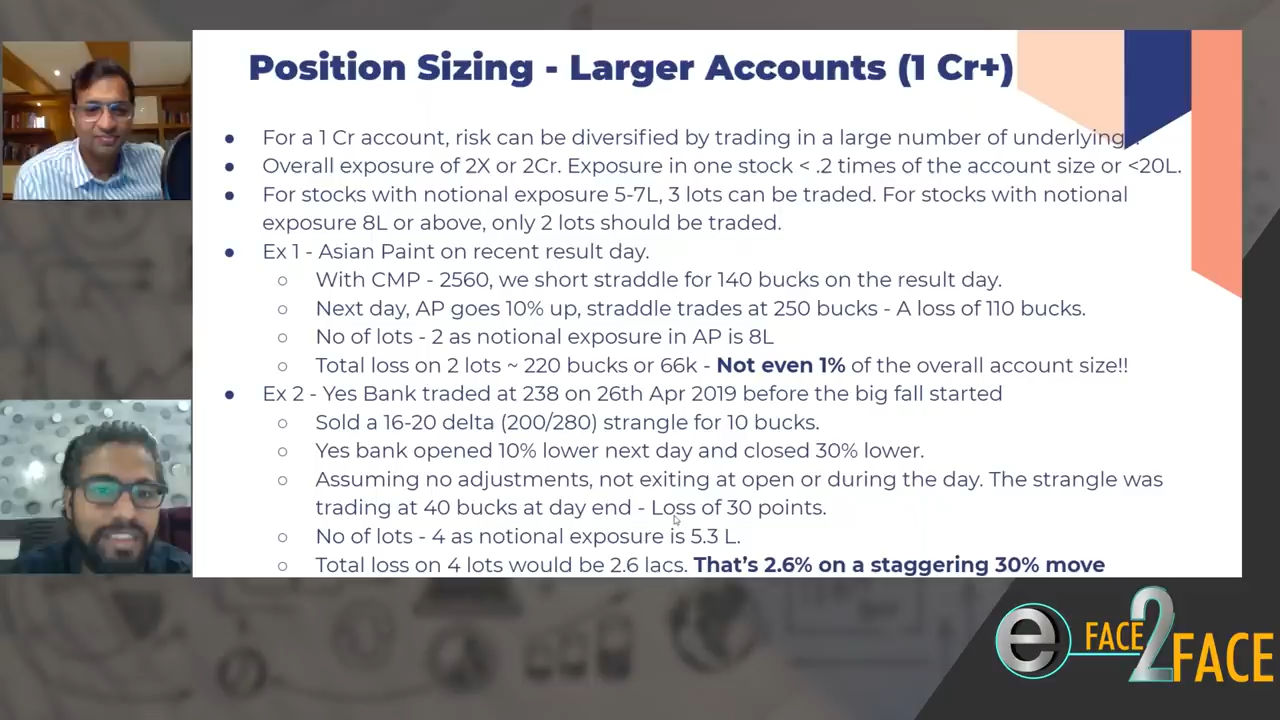 Position Sizing - Larger Accounts (1 Cr+)
● For a 1 Cr account, risk can be diversified by trading in a large number of underlying
● Overall exposure of 2X or 2Cr. Exposure in one stock < .2 times of the account size or <20L.
● For stocks with notional exposure 5-7L, 3 lots can be traded. For stocks with notional
exposure 8L or above, only 2 lots should be traded.
● Ex 1 - Asian Paint on recent result day.
○ With CMP - 2560, we short straddle for 140 bucks on the result day.
○ Next day, AP goes 10% up, straddle trades at 250 bucks - A loss of 110 bucks.
○ No of lots - 2 as notional exposure in AP is 8L
○ Total loss on 2 lots ~ 220 bucks or 66k - Not even 1% of the overall account size!!
● Ex 2 - Yes Bank traded at 238 on 26th Apr 2019 before the big fall started
○ Sold a 16-20 delta (200/280) strangle for 10 bucks.
○ Yes bank opened 10% lower next day and closed 30% lower.
○ Assuming no adjustments, not exiting at open or during the day. The strangle was
trading at 40 bucks at day end - Loss of 30 points.
○ No of lots - 4 as notional exposure is 5.3 L.
○ Total loss on 4 lots would be 2.6 lacs. That's 2.6% on a staggering 30% move
e FACE 2 FACE